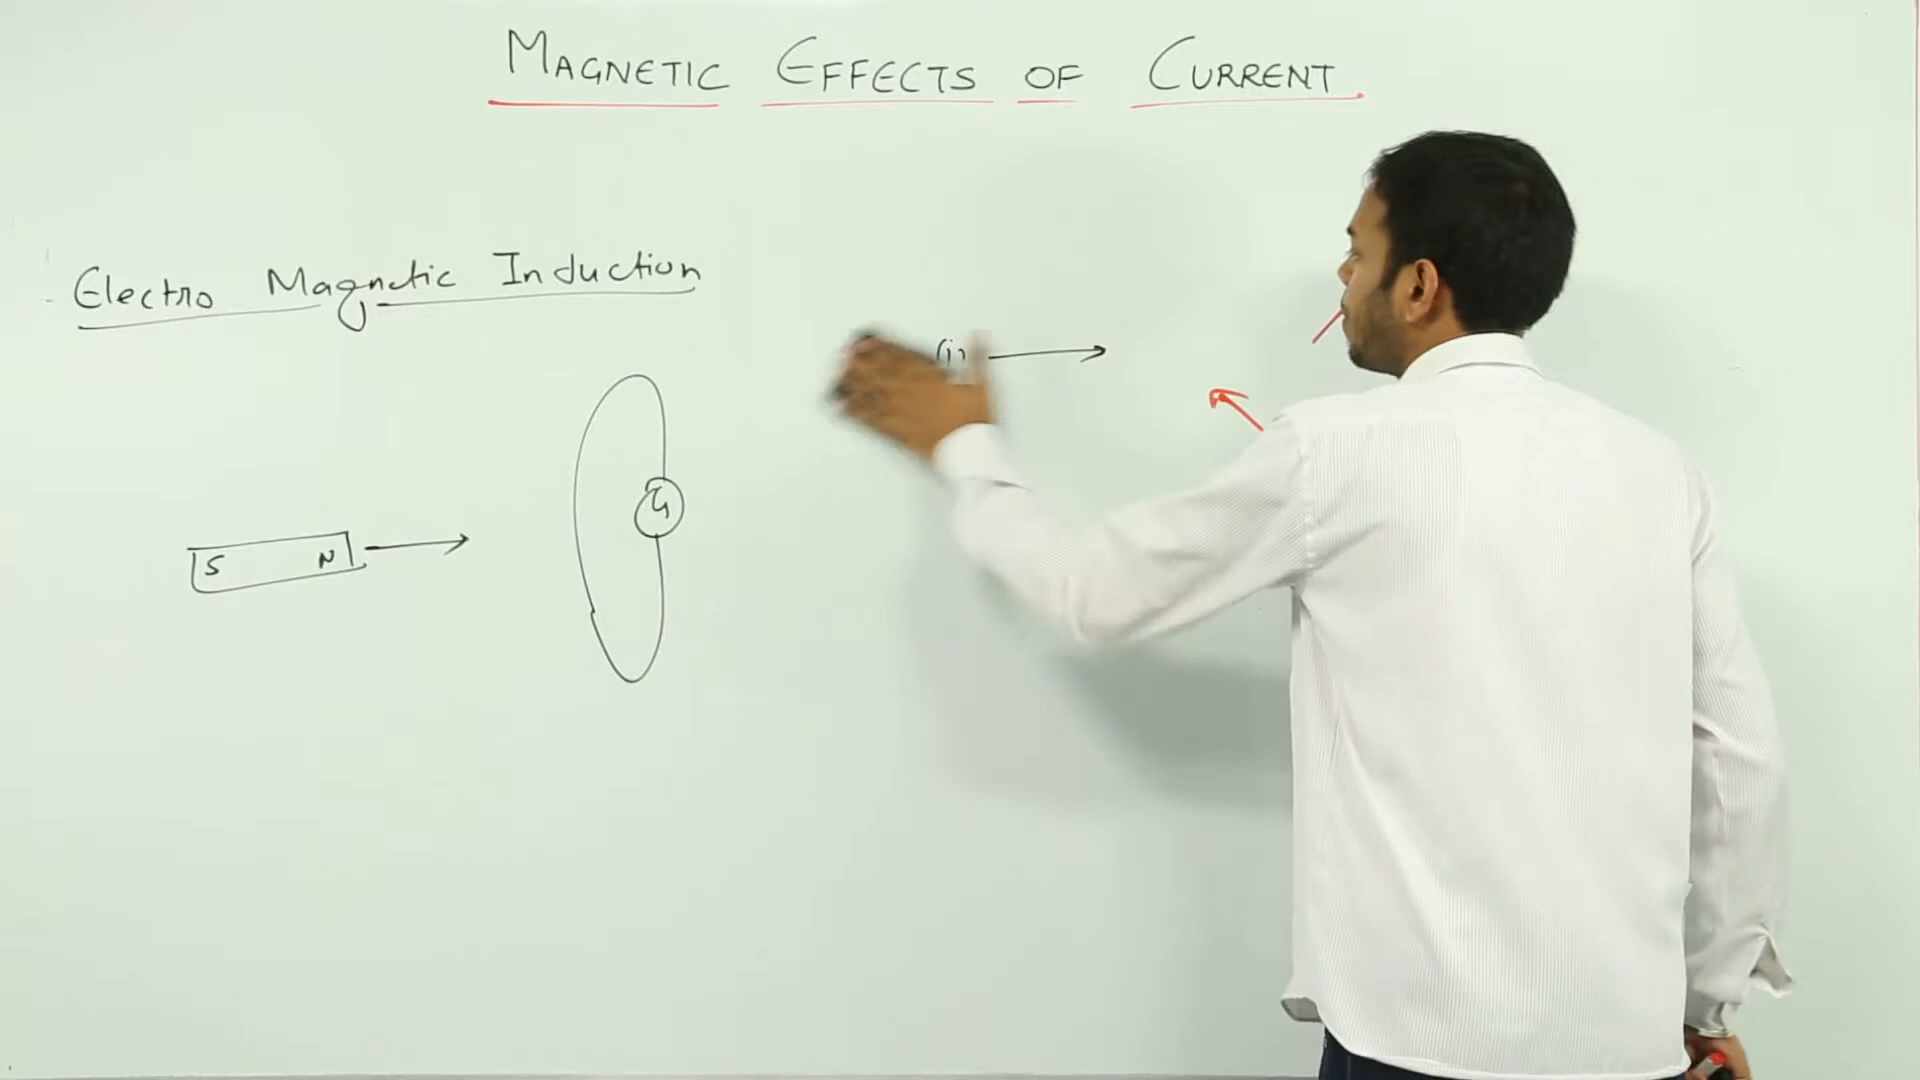 MAGNETIC EFFECTS OF CURRENT
Electro Magnetic Induction
(i)
G
S N